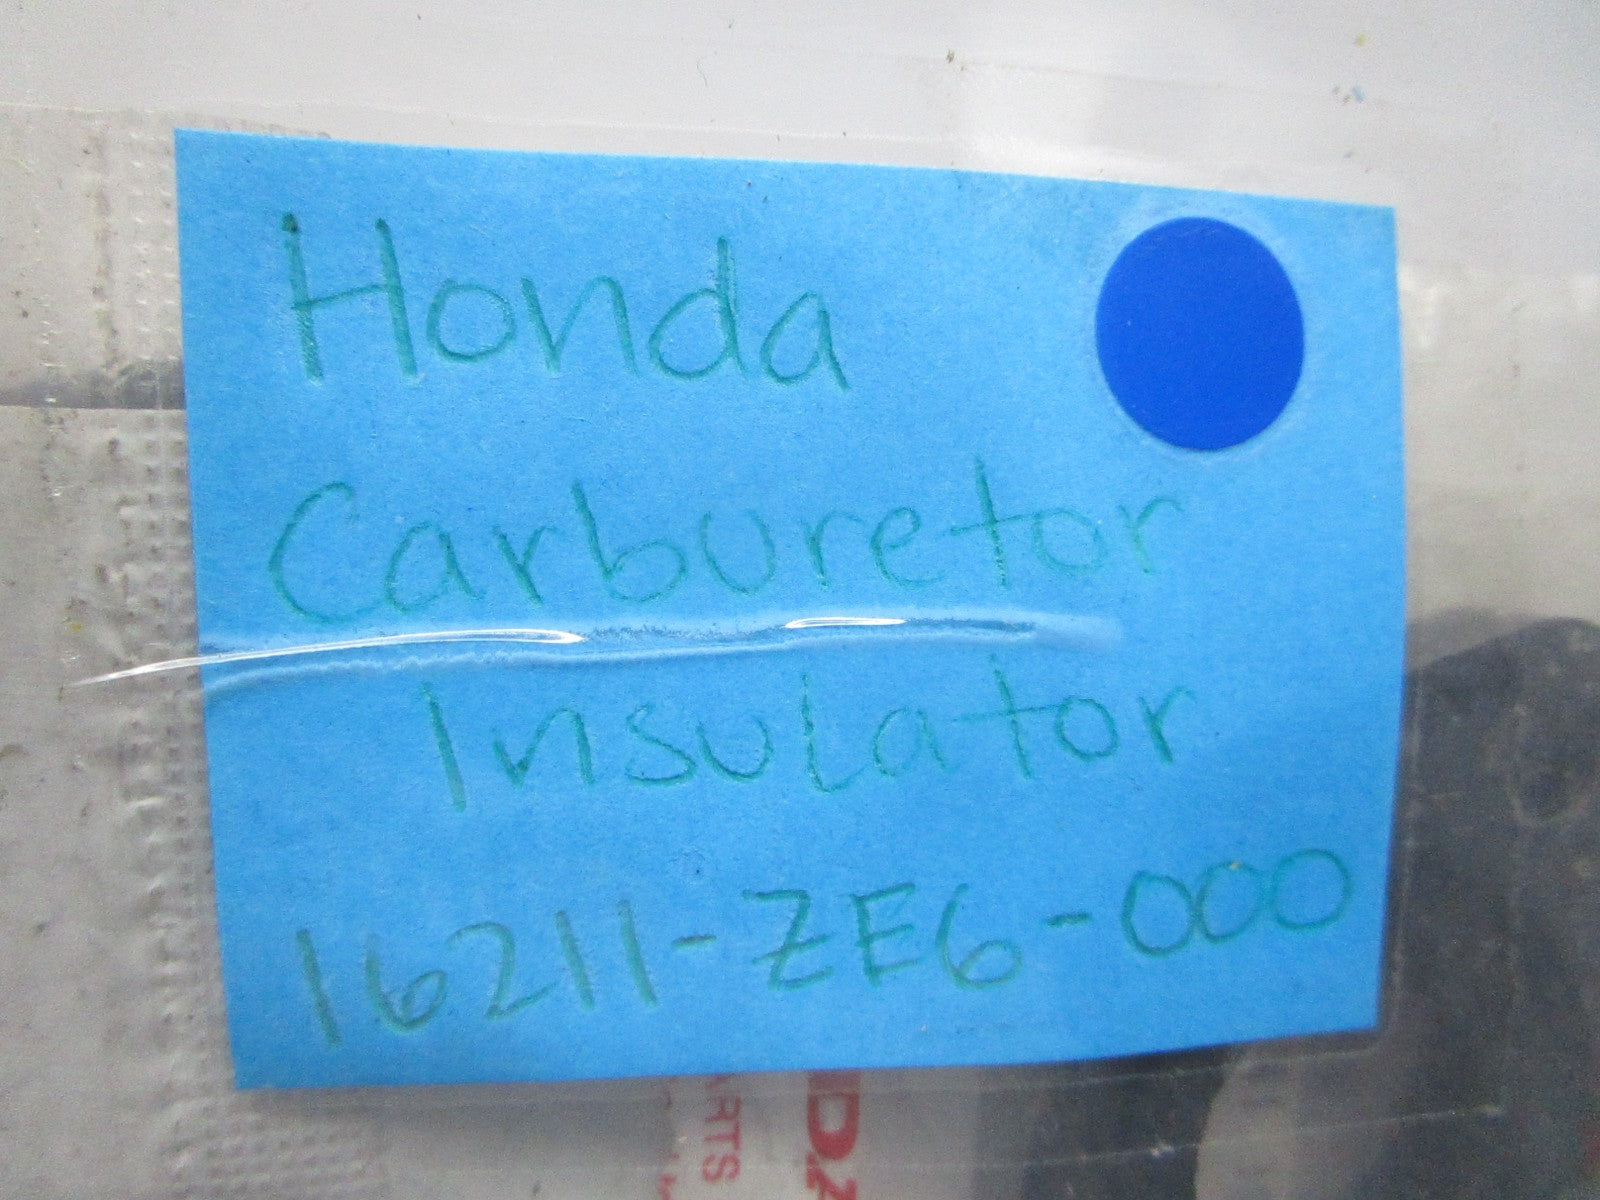 Honda
Carburetor
Insulator
16211-ZE6-000